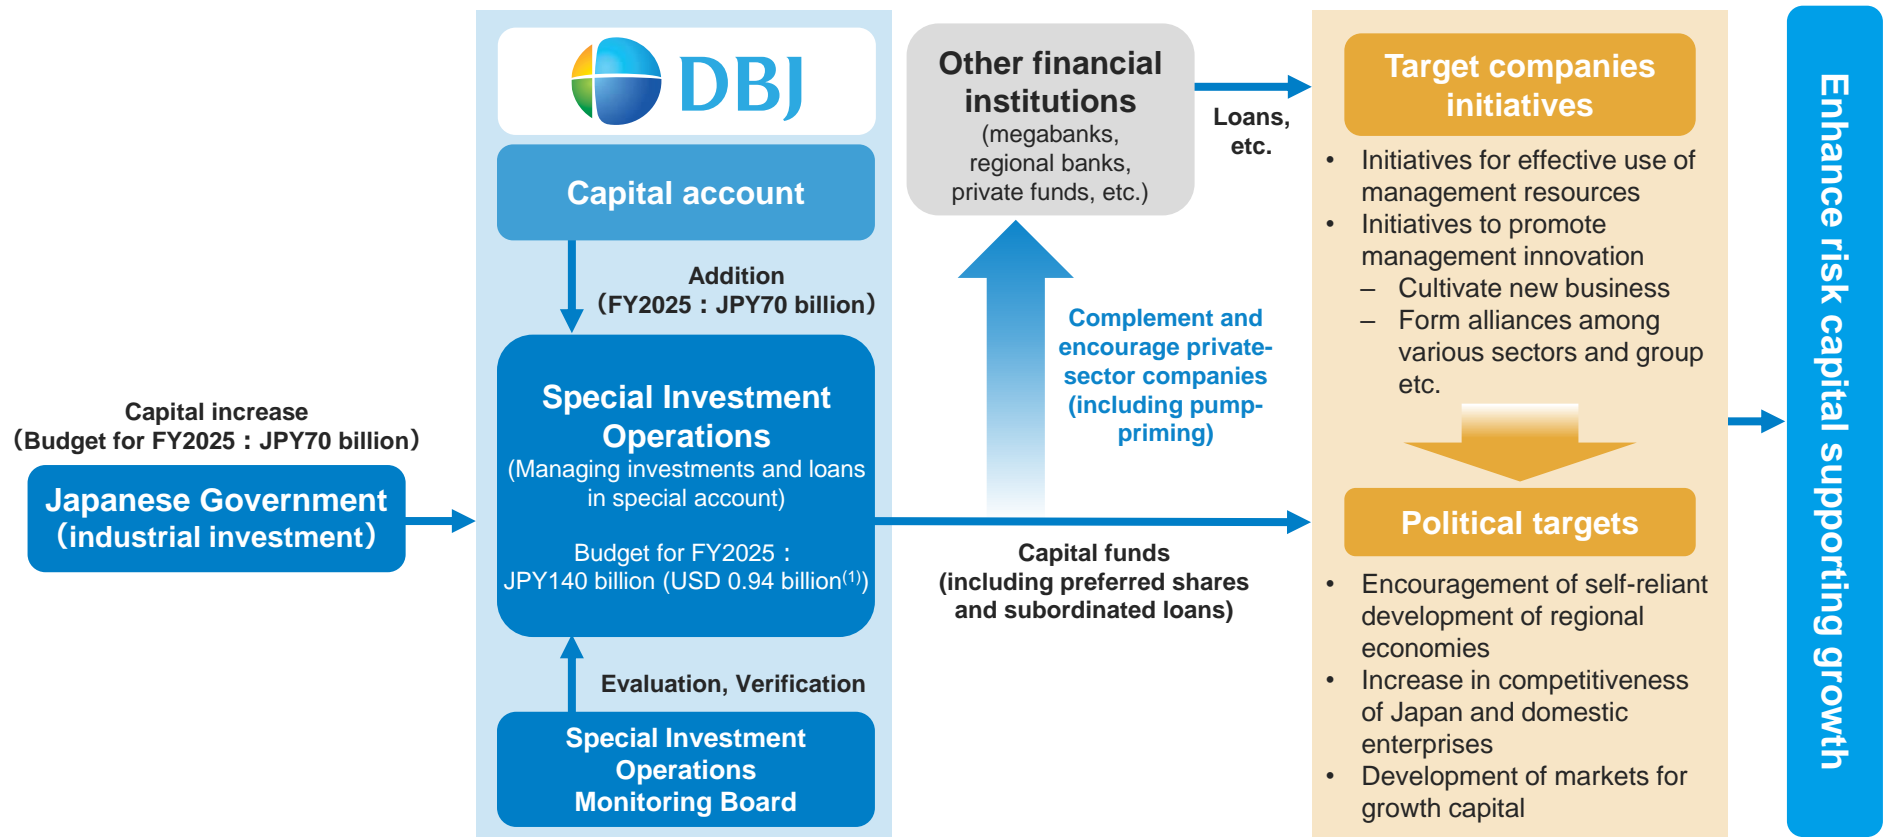 Capital increase
（Budget for FY2025：JPY70 billion）
Japanese Government
（industrial investment）
DBJ
Capital account
Addition
（FY2025：JPY70 billion）
Special Investment
Operations
(Managing investments and loans
in special account)
Budget for FY2025：
JPY140 billion (USD 0.94 billion(1))
Evaluation, Verification
Special Investment
Operations
Monitoring Board
Other financial
institutions
(megabanks,
regional banks,
private funds, etc.)
Loans,
etc.
Complement and
encourage private-
sector companies
(including pump-
priming)
Capital funds
(including preferred shares
and subordinated loans)
Target companies
initiatives
• Initiatives for effective use of
management resources
• Initiatives to promote
management innovation
– Cultivate new business
– Form alliances among
various sectors and group
etc.
Political targets
• Encouragement of self-reliant
development of regional
economies
• Increase in competitiveness
of Japan and domestic
enterprises
• Development of markets for
growth capital
Enhance risk capital supporting growth